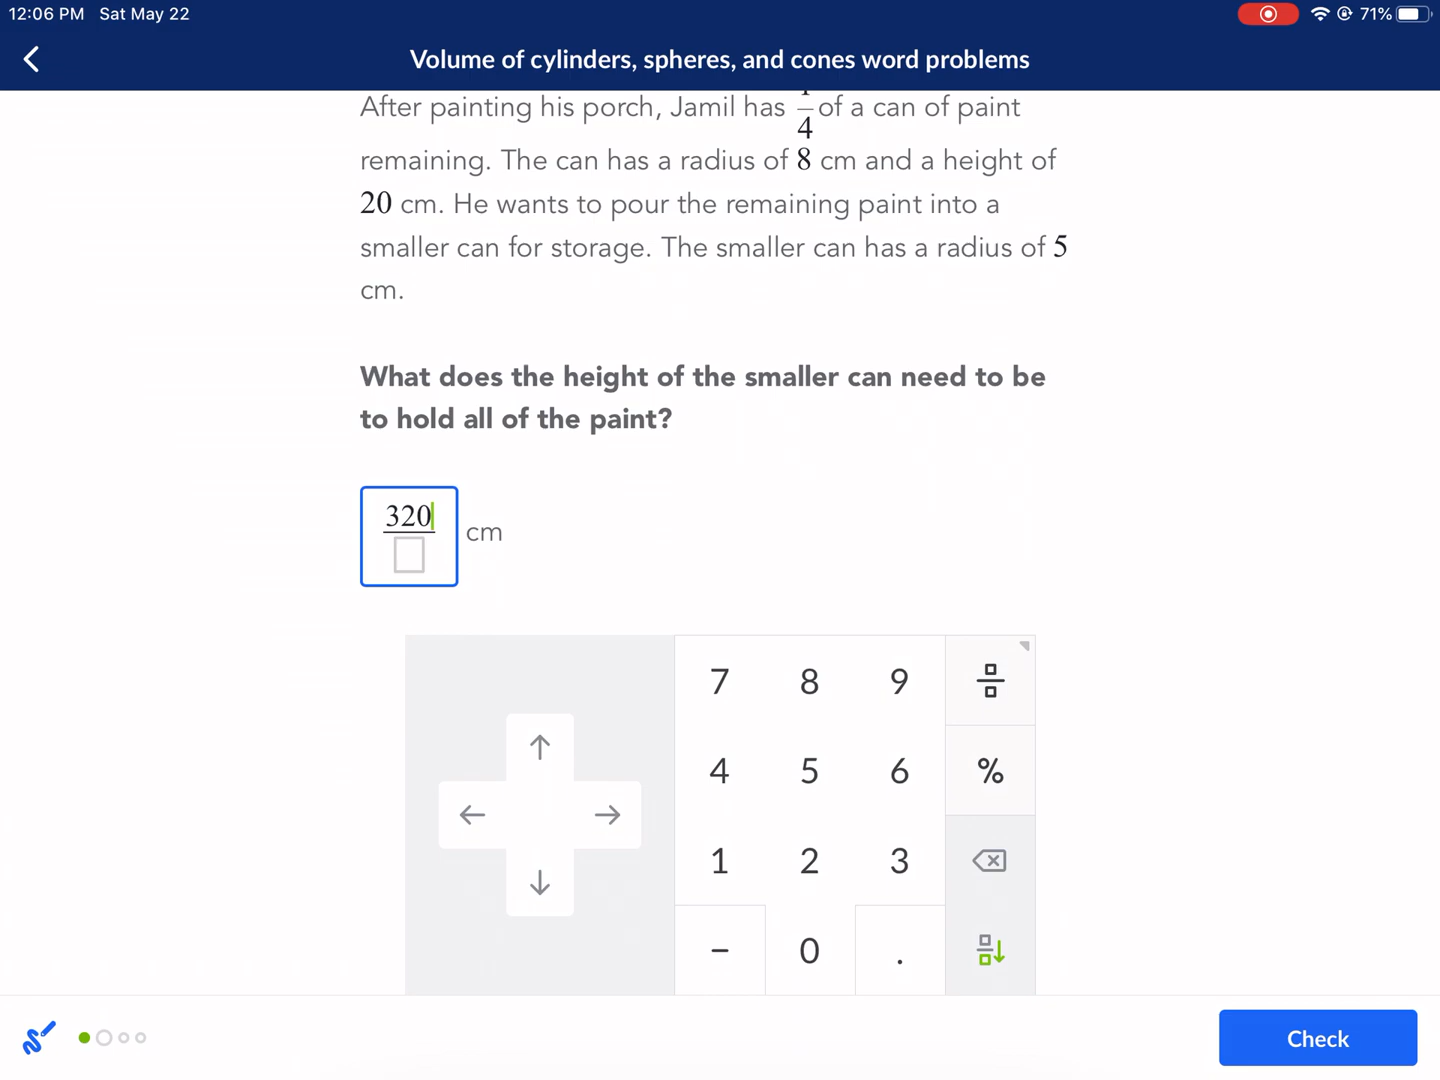 12:06 PM Sat May 22
71%
Volume of cylinders, spheres, and cones word problems
After painting his porch, Jamil has 1/4 of a can of paint
remaining. The can has a radius of 8 cm and a height of
20 cm. He wants to pour the remaining paint into a
smaller can for storage. The smaller can has a radius of 5
cm.
What does the height of the smaller can need to be
to hold all of the paint?
320
cm
7 8 9
4 5 6 %
1 2 3
- 0 .
Check